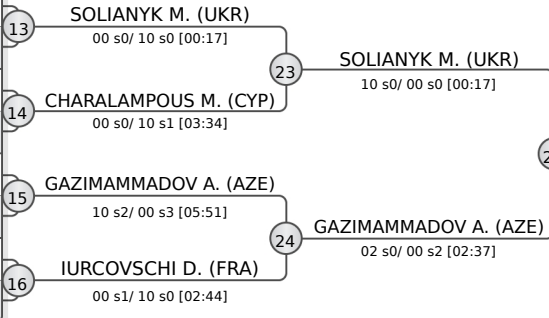 13
SOLIANYK M. (UKR)
00 s0/ 10 s0 [00:17]
23
SOLIANYK M. (UKR)
10 s0/ 00 s0 [00:17]
14
CHARALAMPOUS M. (CYP)
00 s0/ 10 s1 [03:34]
15
GAZIMAMMADOV A. (AZE)
10 s2/ 00 s3 [05:51]
24
GAZIMAMMADOV A. (AZE)
02 s0/ 00 s2 [02:37]
16
IURCOVSCHI D. (FRA)
00 s1/ 10 s0 [02:44]